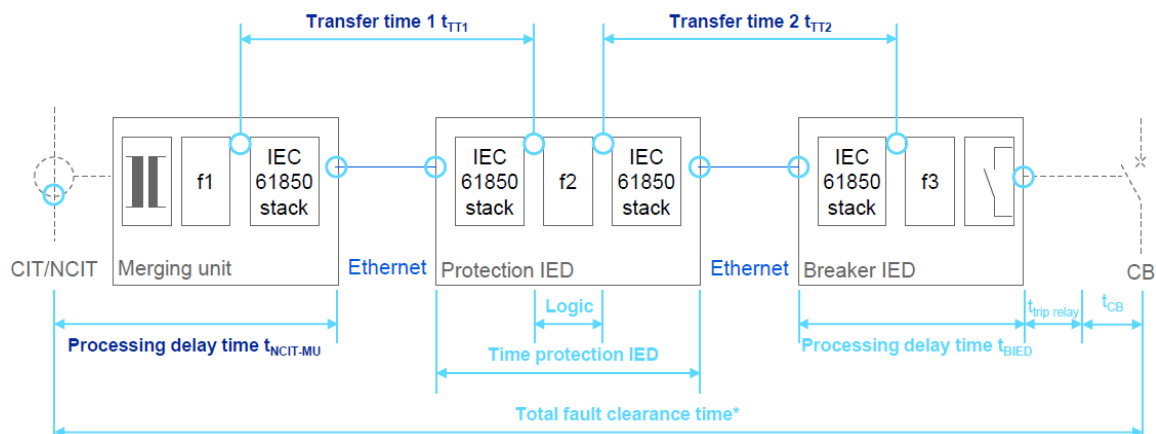 Transfer time 1 tTT1
Transfer time 2 tTT2
f1
IEC
61850
stack
IEC
61850
stack
f2
IEC
61850
stack
IEC
61850
stack
f3
CIT/NCIT
Merging unit
Ethernet
Protection IED
Ethernet
Breaker IED
CB
Logic
ttrip relay
tCB
Processing delay time tNCIT-MU
Time protection IED
Processing delay time tBIED
Total fault clearance time*